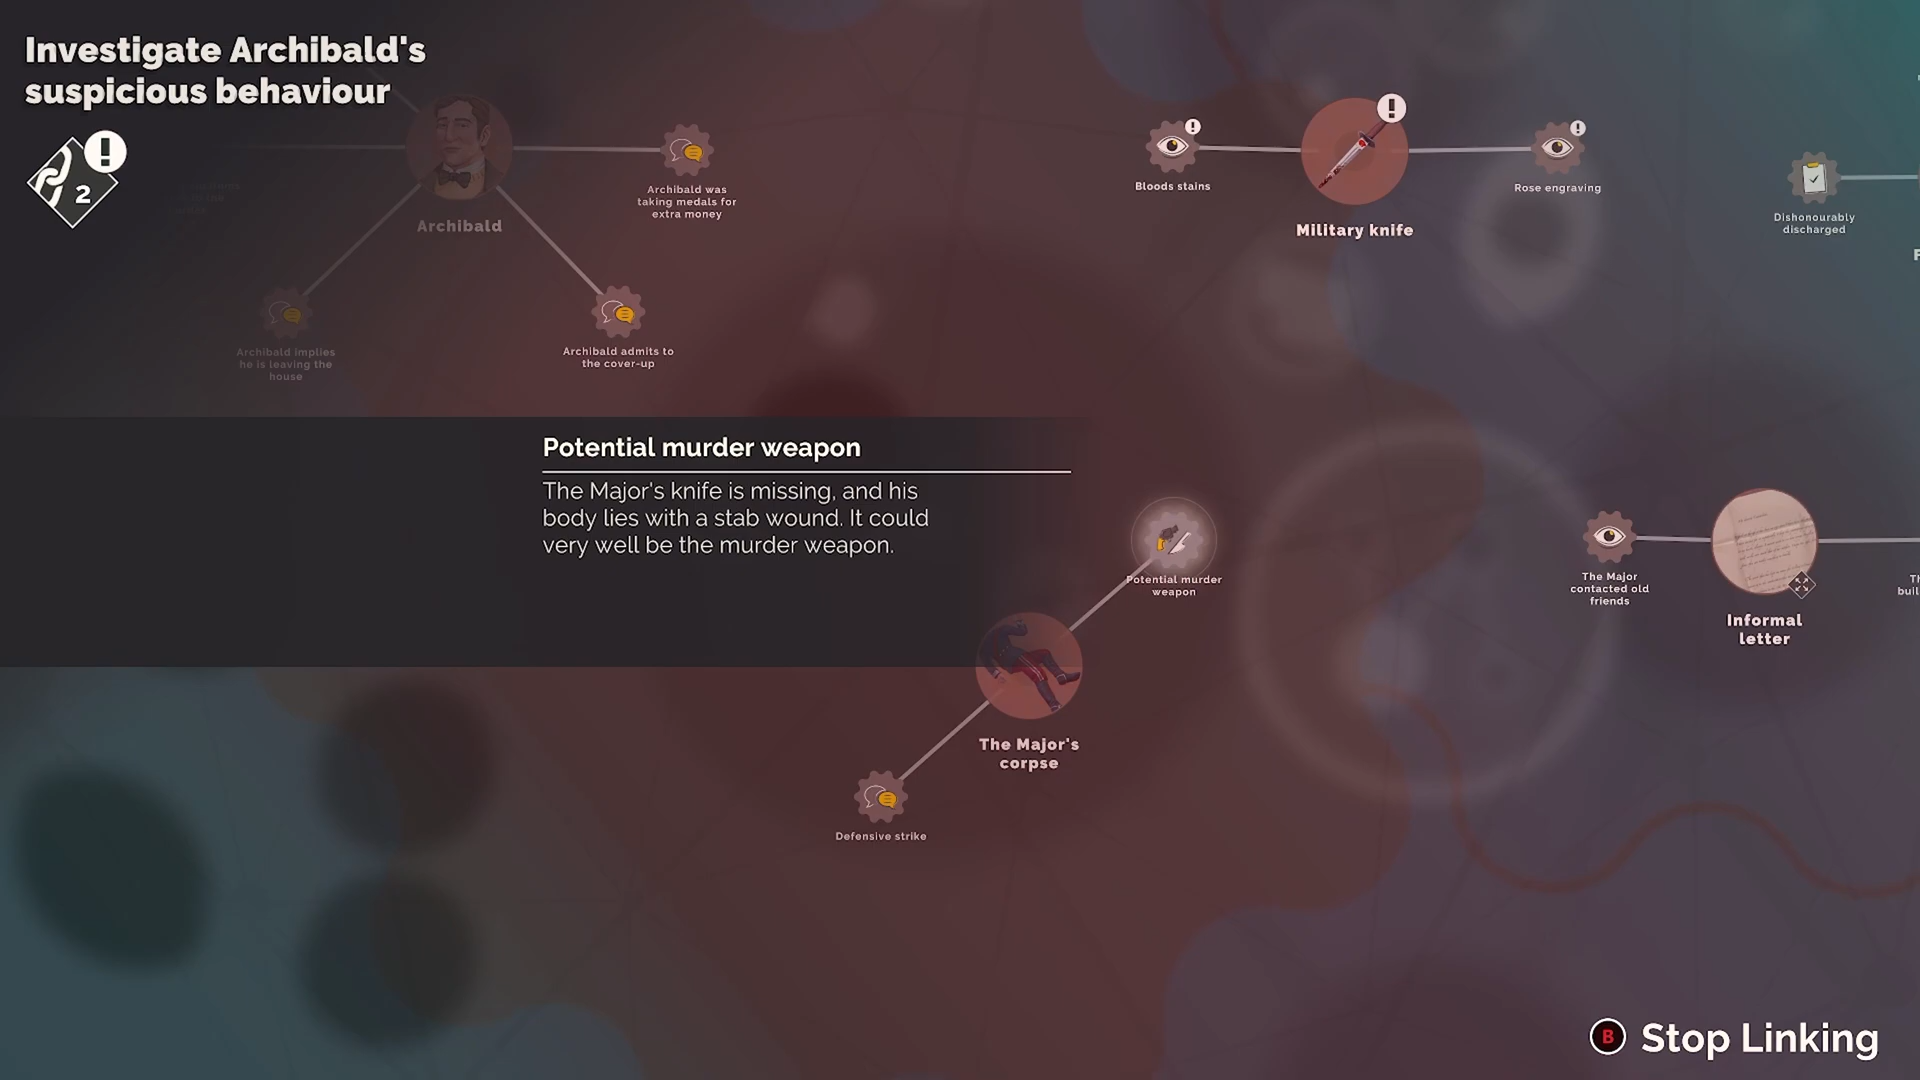 Investigate Archibald's
suspicious behaviour
2
Archibald
Archibald was
taking medals for
extra money
Archibald implies
he is leaving the
house
Archibald admits to
the cover-up
Bloods stains
Military knife
Rose engraving
Dishonourably
discharged
Potential murder weapon
The Major's knife is missing, and his
body lies with a stab wound. It could
very well be the murder weapon.
Potential murder
weapon
The Major's
corpse
Defensive strike
The Major
contacted old
friends
Informal
letter
B Stop Linking